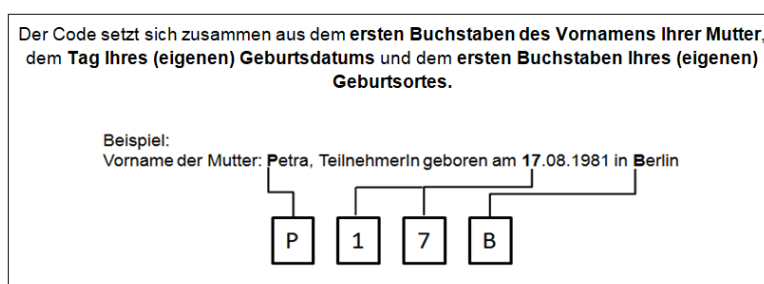 Der Code setzt sich zusammen aus dem ersten Buchstaben des Vornamens Ihrer Mutter,
dem Tag Ihres (eigenen) Geburtsdatums und dem ersten Buchstaben Ihres (eigenen)
Geburtsortes.
Beispiel:
Vorname der Mutter: Petra, TeilnehmerIn geboren am 17.08.1981 in Berlin
P 1 7 B